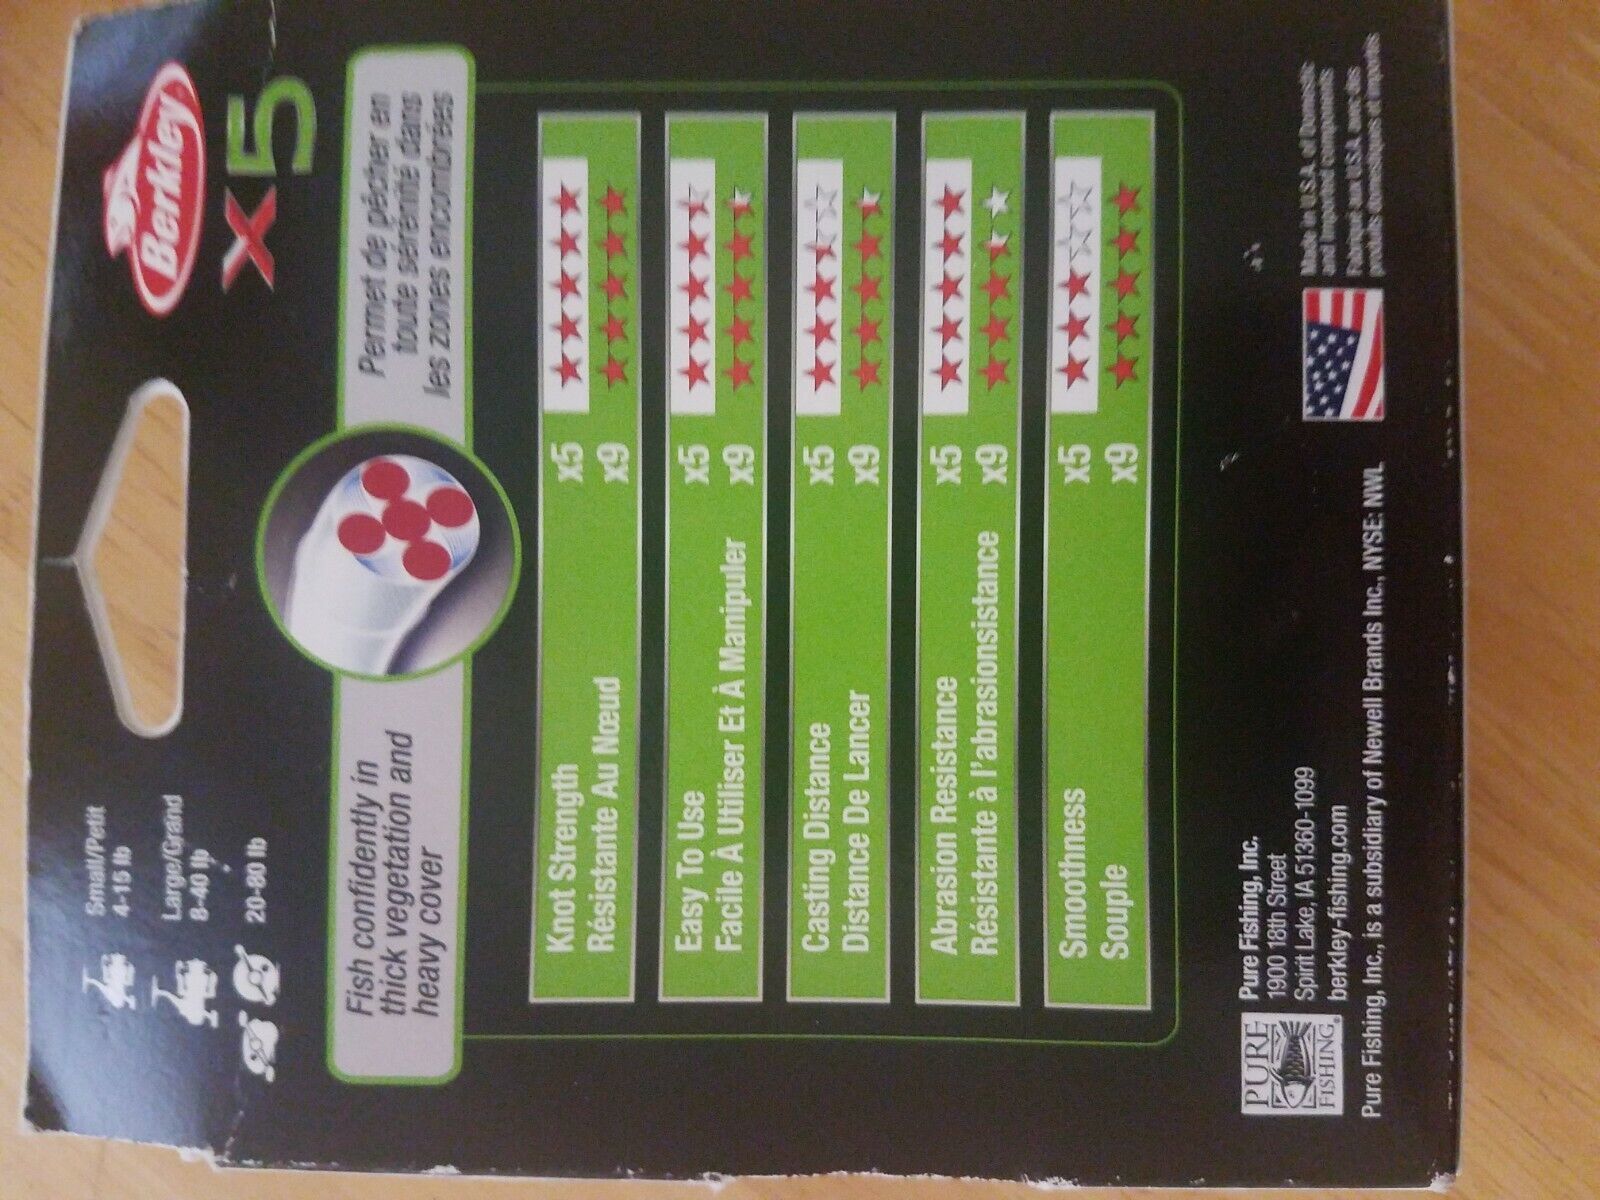 Small/Petit
4-15 lb
Large/Grand
8-40 lb
20-80 lb
Berkley
x5
Fish confidently in
thick vegetation and
heavy cover
Permet de pêcher en
toute sérénité dans
les zones encombrées
Knot Strength x5
Résistante Au Nœud x9
Easy To Use x5
Facile À Utiliser Et À Manipuler x9
Casting Distance x5
Distance De Lancer x9
Abrasion Resistance x5
Résistante à l'abrasionsistance x9
Smoothness x5
Souple x9
PURE
FISHING®
Pure Fishing, Inc.
1900 18th Street
Spirit Lake, IA 51360-1099
berkley-fishing.com
Pure Fishing, Inc., is a subsidiary of Newell Brands Inc., NYSE: NWL
Made in U.S.A. of Domestic
and Imported components
Fabriqué aux U.S.A. avec des
produits domestiques et importés